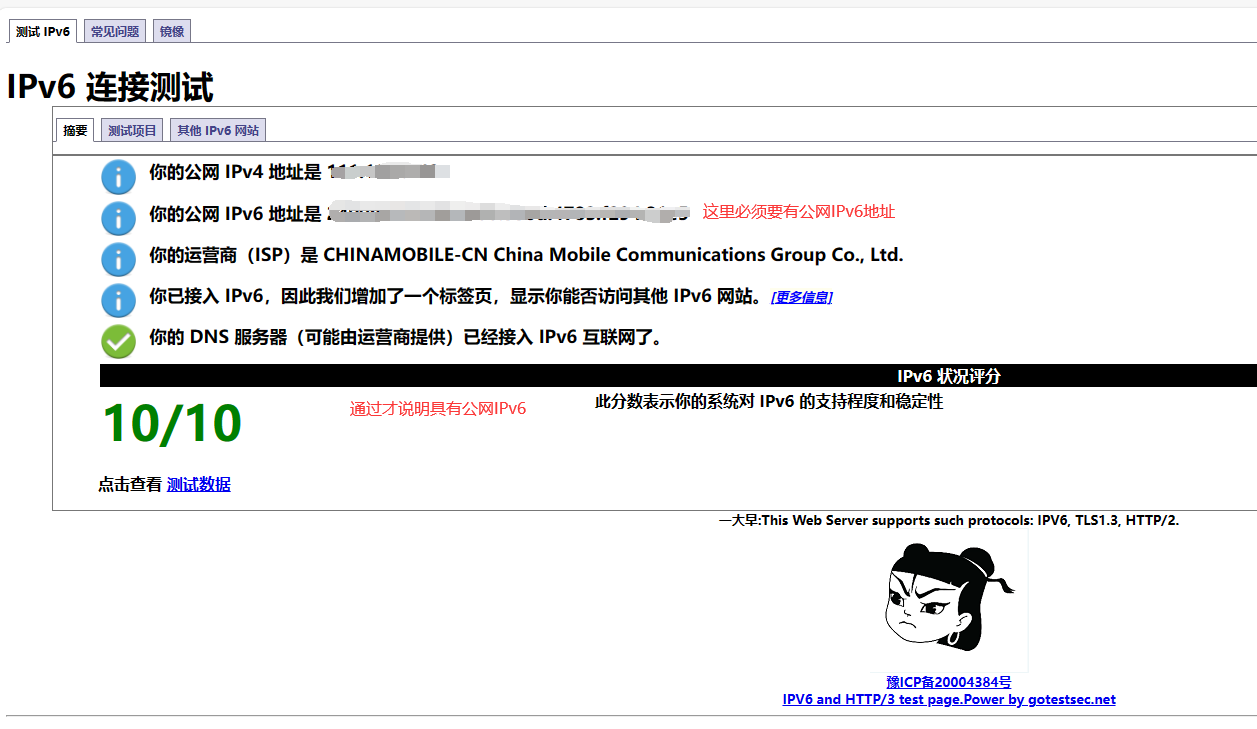 测试 IPv6 常见问题 镜像
IPv6 连接测试
摘要 测试项目 其他 IPv6 网站
你的公网 IPv4 地址是
你的公网 IPv6 地址是 这里必须要有公网IPv6地址
你的运营商（ISP）是 CHINAMOBILE-CN China Mobile Communications Group Co., Ltd.
你已接入 IPv6，因此我们增加了一个标签页，显示你能否访问其他 IPv6 网站。 [更多信息]
你的 DNS 服务器（可能由运营商提供）已经接入 IPv6 互联网了。
IPv6 状况评分
10/10 通过才说明具有公网IPv6 此分数表示你的系统对 IPv6 的支持程度和稳定性
点击查看 测试数据
一大早:This Web Server supports such protocols: IPV6, TLS1.3, HTTP/2.
豫ICP备20004384号
IPV6 and HTTP/3 test page.Power by gotestsec.net